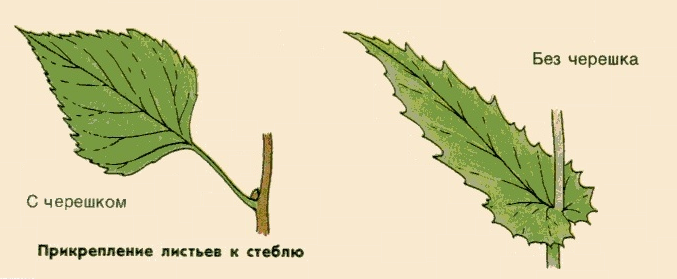 Без черешка
С черешком
Прикрепление листьев к стеблю